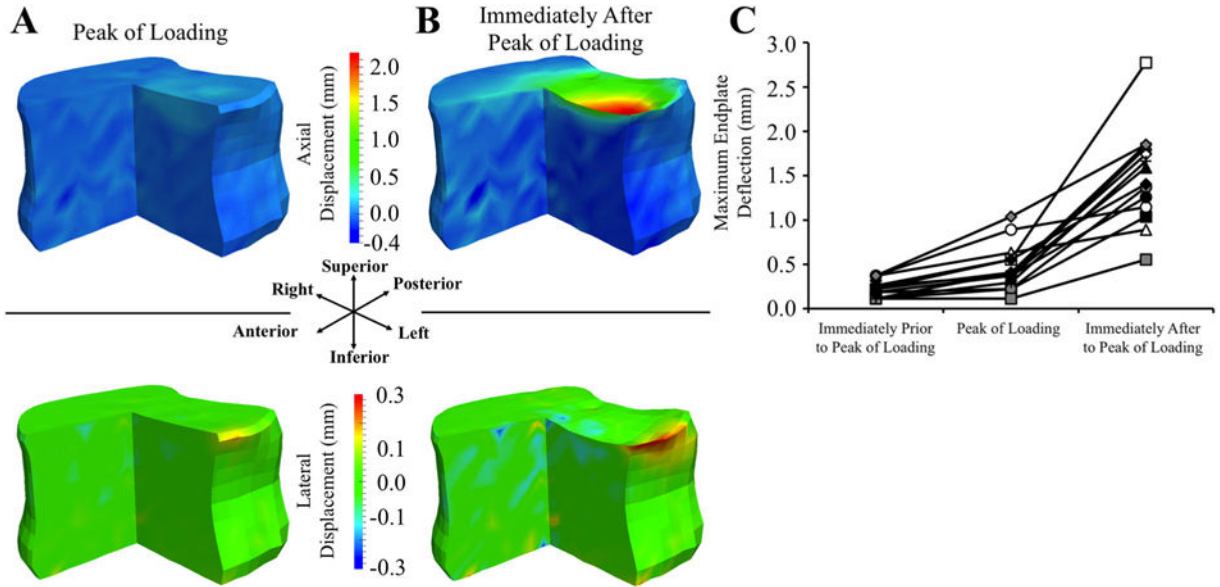 A
Peak of Loading
B
Immediately After
Peak of Loading
Axial
Displacement (mm)
2.0
1.5
1.0
0.5
0.0
-0.4
Superior
Right
Posterior
Anterior
Left
Inferior
Lateral
Displacement (mm)
0.3
0.1
0.0
-0.1
-0.3
C
Maximum Endplate
Deflection (mm)
3.0
2.5
2.0
1.5
1.0
0.5
0.0
Immediately Prior
to Peak of Loading
Peak of Loading
Immediately After
to Peak of Loading